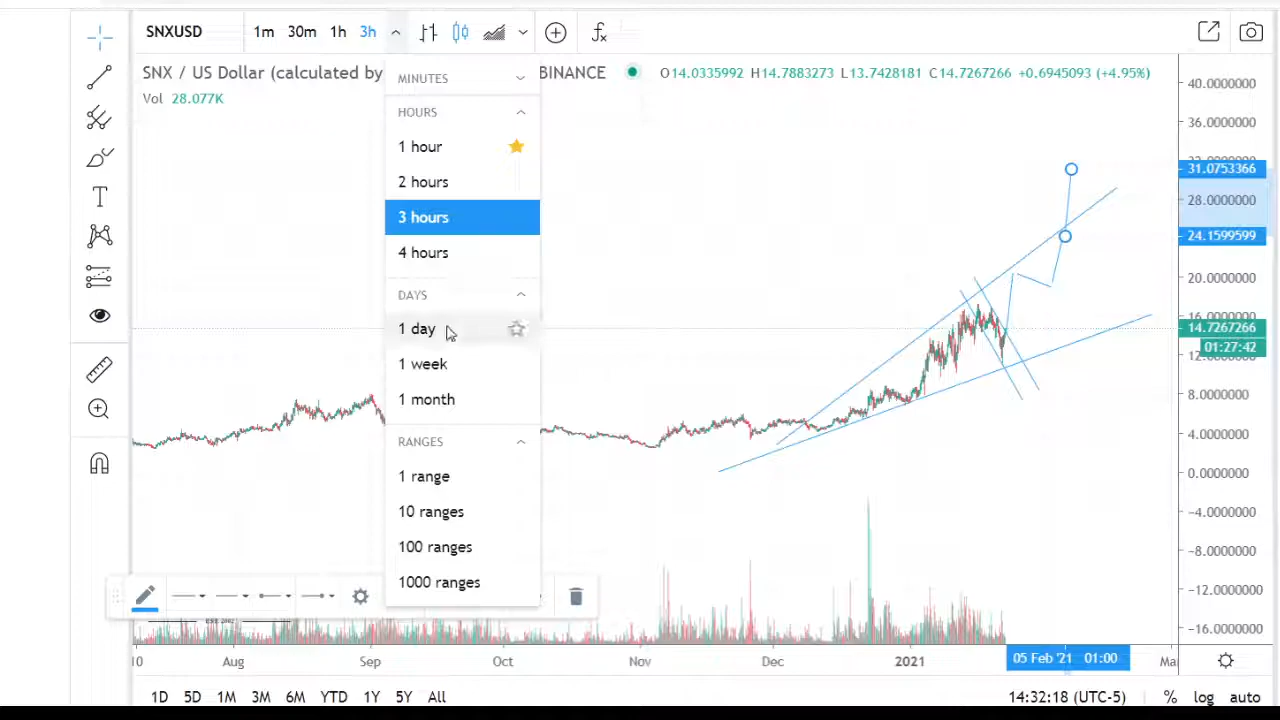 SNXUSD 1m 30m 1h 3h
SNX / US Dollar (calculated by BINANCE O14.0335992 H14.7883273 L13.7428181 C14.7267266 +0.6945093 (+4.95%)
Vol 28.077K
MINUTES
HOURS
1 hour
2 hours
3 hours
4 hours
DAYS
1 day
1 week
1 month
RANGES
1 range
10 ranges
100 ranges
1000 ranges
40.0000000
36.0000000
31.0753366
28.0000000
24.1599599
20.0000000
16.0000000
14.7267266
01:27:42
12.0000000
8.0000000
4.0000000
0.0000000
−4.0000000
−8.0000000
−12.0000000
−16.0000000
10 Aug Sep Oct Nov Dec 2021 05 Feb '21 01:00 Ma
1D 5D 1M 3M 6M YTD 1Y 5Y All 14:32:18 (UTC-5) % log auto